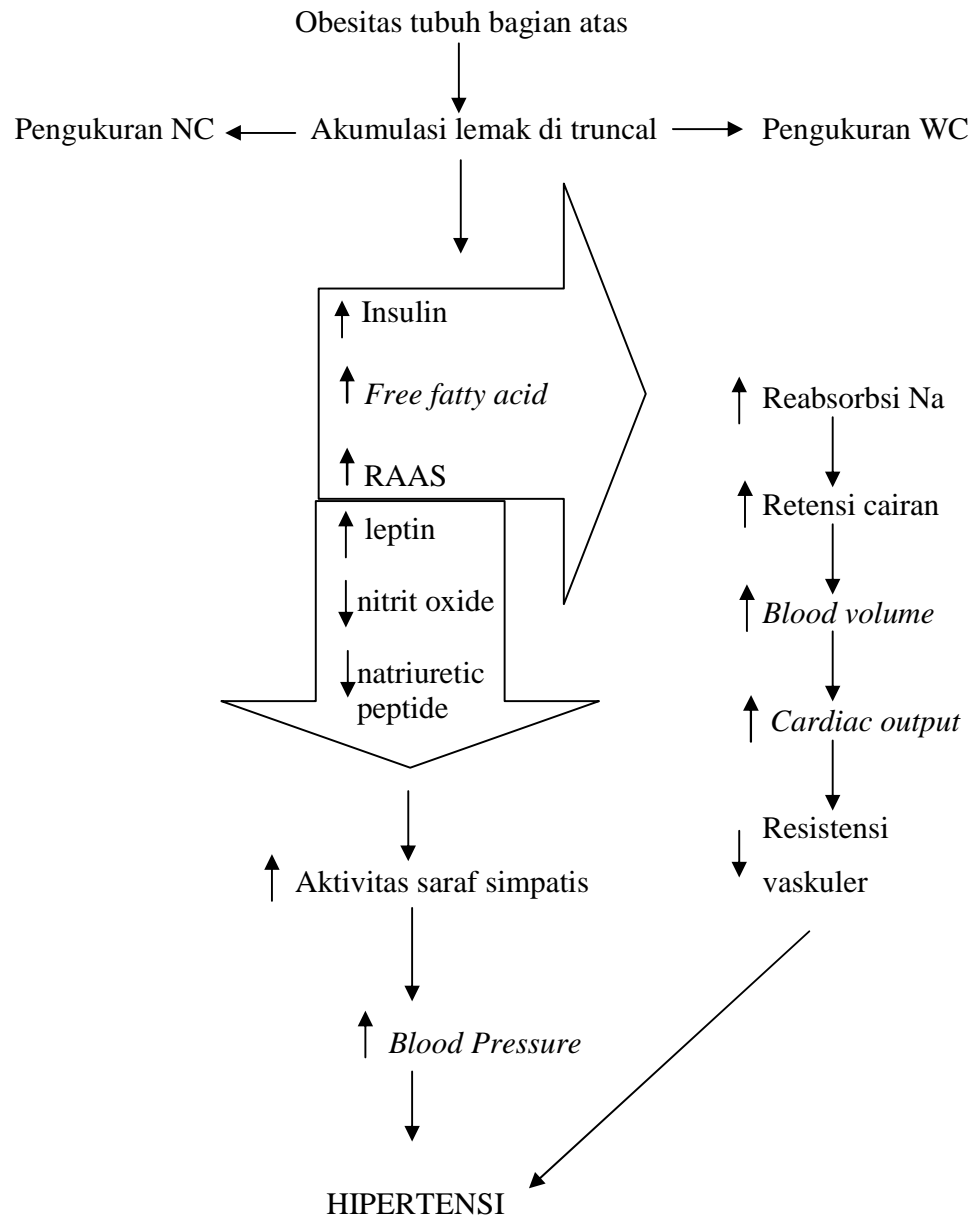 Obesitas tubuh bagian atas
Pengukuran NC
Akumulasi lemak di truncal
Pengukuran WC
Insulin
Free fatty acid
RAAS
leptin
nitrit oxide
natriuretic
peptide
Aktivitas saraf simpatis
Blood Pressure
Reabsorbsi Na
Retensi cairan
Blood volume
Cardiac output
Resistensi
vaskuler
HIPERTENSI